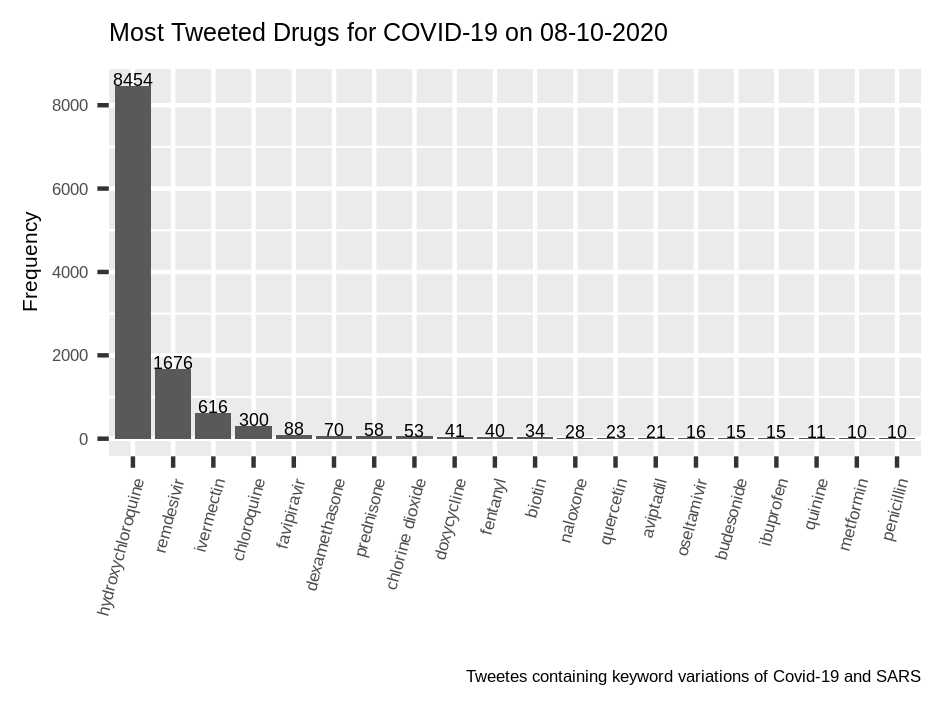 Most Tweeted Drugs for COVID-19 on 08-10-2020
Frequency
8000
6000
4000
2000
0
8454
1676
616
300
88
70
58
53
41
40
34
28
23
21
16
15
15
11
10
10
hydroxychloroquine
rendesivir
ivermectin
chloroquine
favipiravir
dexamethasone
prednisone
chlorine dioxide
doxycycline
fentanyl
biotin
naloxone
quercetin
aviptadil
oseltamivir
budesonide
ibuprofen
quinine
metformin
penicillin
Tweetes containing keyword variations of Covid-19 and SARS